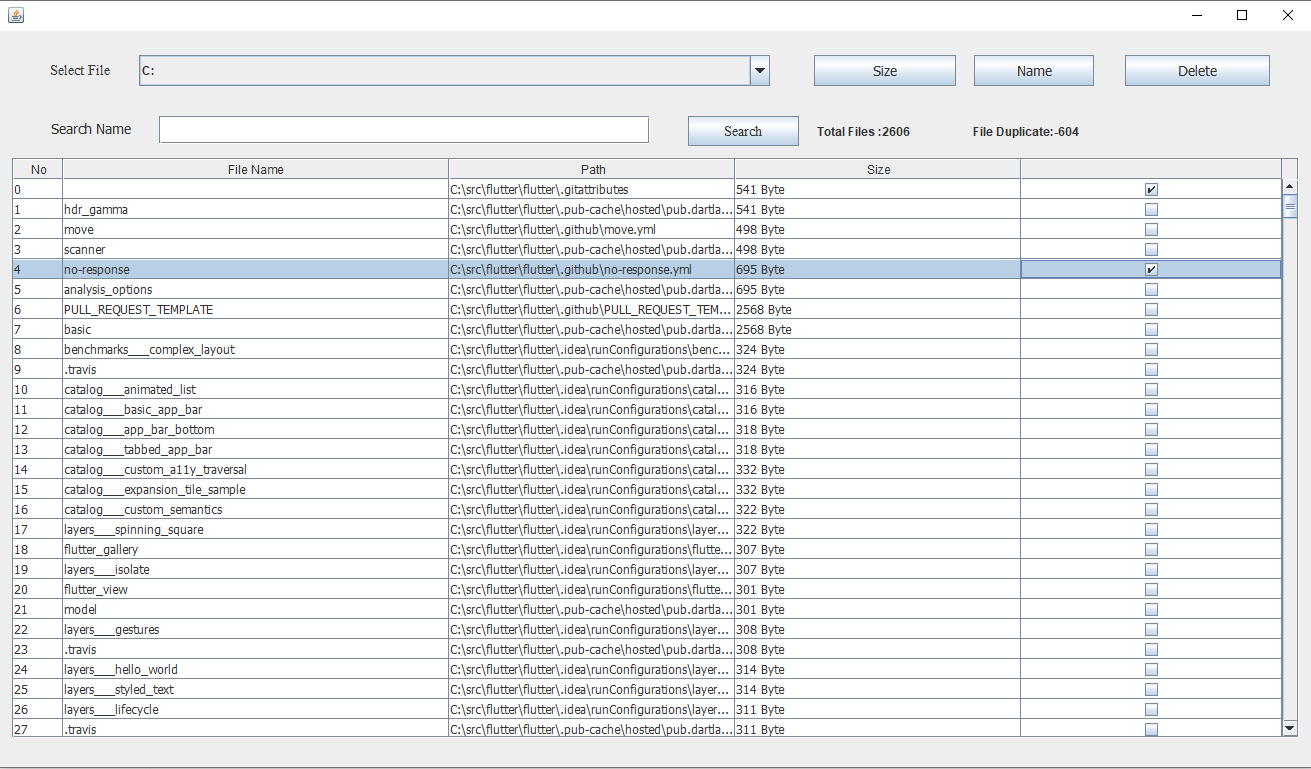 Select File C: Size Name Delete
Search Name Search Total Files :2606 File Duplicate:-604
No File Name Path Size
0 C:\src\flutter\flutter\.gitattributes 541 Byte
1 hdr_gamma C:\src\flutter\flutter\.pub-cache\hosted\pub.dartla... 541 Byte
2 move C:\src\flutter\flutter\.github\move.yml 498 Byte
3 scanner C:\src\flutter\flutter\.pub-cache\hosted\pub.dartla... 498 Byte
4 no-response C:\src\flutter\flutter\.github\no-response.yml 695 Byte
5 analysis_options C:\src\flutter\flutter\.pub-cache\hosted\pub.dartla... 695 Byte
6 PULL_REQUEST_TEMPLATE C:\src\flutter\flutter\.github\PULL_REQUEST_TEM... 2568 Byte
7 basic C:\src\flutter\flutter\.pub-cache\hosted\pub.dartla... 2568 Byte
8 benchmarks___complex_layout C:\src\flutter\flutter\.idea\runConfigurations\benc... 324 Byte
9 .travis C:\src\flutter\flutter\.pub-cache\hosted\pub.dartla... 324 Byte
10 catalog___animated_list C:\src\flutter\flutter\.idea\runConfigurations\catal... 316 Byte
11 catalog___basic_app_bar C:\src\flutter\flutter\.idea\runConfigurations\catal... 316 Byte
12 catalog___app_bar_bottom C:\src\flutter\flutter\.idea\runConfigurations\catal... 318 Byte
13 catalog___tabbed_app_bar C:\src\flutter\flutter\.idea\runConfigurations\catal... 318 Byte
14 catalog___custom_a11y_traversal C:\src\flutter\flutter\.idea\runConfigurations\catal... 332 Byte
15 catalog___expansion_tile_sample C:\src\flutter\flutter\.idea\runConfigurations\catal... 332 Byte
16 catalog___custom_semantics C:\src\flutter\flutter\.idea\runConfigurations\catal... 322 Byte
17 layers___spinning_square C:\src\flutter\flutter\.idea\runConfigurations\layer... 322 Byte
18 flutter_gallery C:\src\flutter\flutter\.idea\runConfigurations\flutte... 307 Byte
19 layers___isolate C:\src\flutter\flutter\.idea\runConfigurations\layer... 307 Byte
20 flutter_view C:\src\flutter\flutter\.idea\runConfigurations\flutte... 301 Byte
21 model C:\src\flutter\flutter\.pub-cache\hosted\pub.dartla... 301 Byte
22 layers___gestures C:\src\flutter\flutter\.idea\runConfigurations\layer... 308 Byte
23 .travis C:\src\flutter\flutter\.pub-cache\hosted\pub.dartla... 308 Byte
24 layers___hello_world C:\src\flutter\flutter\.idea\runConfigurations\layer... 314 Byte
25 layers___styled_text C:\src\flutter\flutter\.idea\runConfigurations\layer... 314 Byte
26 layers___lifecycle C:\src\flutter\flutter\.idea\runConfigurations\layer... 311 Byte
27 .travis C:\src\flutter\flutter\.pub-cache\hosted\pub.dartla... 311 Byte